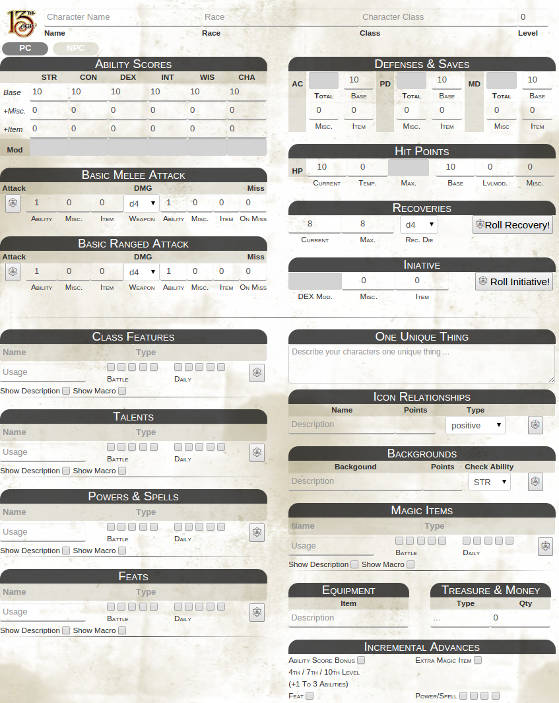 13TH AGE
Character Name Race Character Class 0
Name Race Class Level
PC NPC
Ability Scores
STR CON DEX INT WIS CHA
Base 10 10 10 10 10 10
+Misc. 0 0 0 0 0 0
+Item 0 0 0 0 0 0
Mod
Basic Melee Attack
Attack DMG Miss
1 0 0 d4 1 0 0 0
Ability Misc. Item Weapon Ability Misc. Item On Miss
Basic Ranged Attack
Attack DMG Miss
1 0 0 d4 1 0 0 0
Ability Misc. Item Weapon Ability Misc. Item On Miss
Defenses & Saves
AC 10 PD 10 MD 10
Total Base Total Base Total Base
0 0 0 0 0 0
Misc. Item Misc. Item Misc Item
Hit Points
HP 10 0 10 0 0
Current Temp. Max. Base Lvlmod. Misc.
Recoveries
8 8 d4 Roll Recovery!
Current Max. Rec. Die
Iniative
0 0 Roll Initiative!
DEX Mod. Misc. Item
Class Features
Name Type
Usage
Battle Daily
Show Description Show Macro
Talents
Name Type
Usage
Battle Daily
Show Description Show Macro
Powers & Spells
Name Type
Usage
Battle Daily
Show Description Show Macro
Feats
Name Type
Usage
Battle Daily
Show Description Show Macro
One Unique Thing
Describe your characters one unique thing ...
Icon Relationships
Name Points Type
Description positive
Backgrounds
Background Points Check Ability
Description STR
Magic Items
Name Type
Usage
Battle Daily
Show Description Show Macro
Equipment
Item
Description
Treasure & Money
Type Qty
... 0
Incremental Advances
Ability Score Bonus Extra Magic Item
4th / 7th / 10th Level
(+1 To 3 Abilities)
Feat Power/Spell